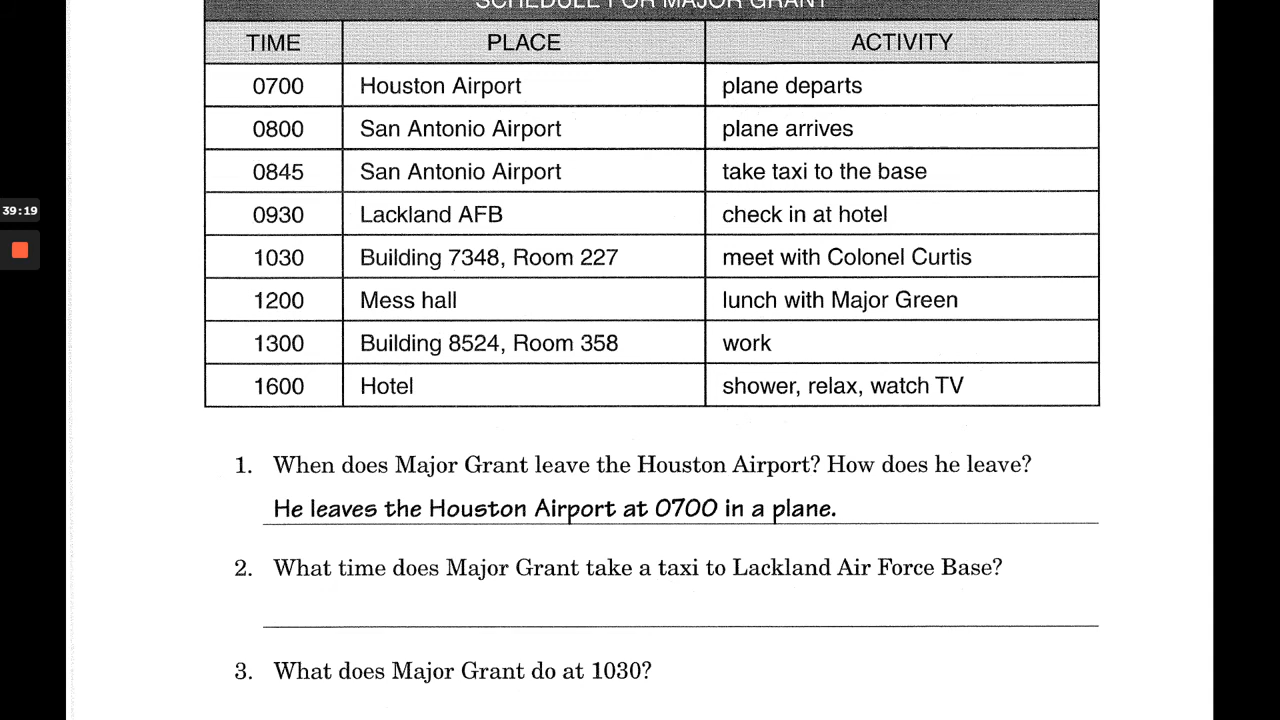 SCHEDULE FOR MAJOR GRANT
TIME PLACE ACTIVITY
0700 Houston Airport plane departs
0800 San Antonio Airport plane arrives
0845 San Antonio Airport take taxi to the base
0930 Lackland AFB check in at hotel
1030 Building 7348, Room 227 meet with Colonel Curtis
1200 Mess hall lunch with Major Green
1300 Building 8524, Room 358 work
1600 Hotel shower, relax, watch TV
39:19
1. When does Major Grant leave the Houston Airport? How does he leave?
He leaves the Houston Airport at 0700 in a plane.
2. What time does Major Grant take a taxi to Lackland Air Force Base?
3. What does Major Grant do at 1030?